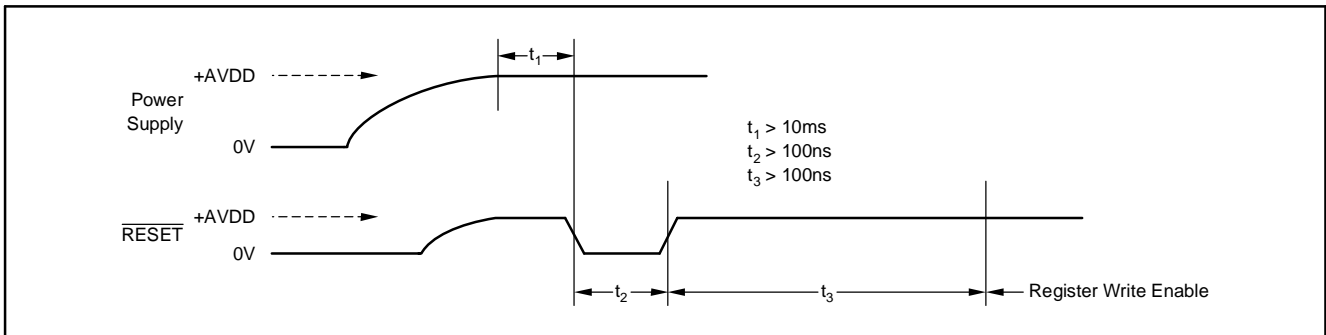 t₁
+AVDD
Power
Supply
0V
t₁ > 10ms
t₂ > 100ns
t₃ > 100ns
+AVDD
RESET
0V
t₂
t₃
Register Write Enable